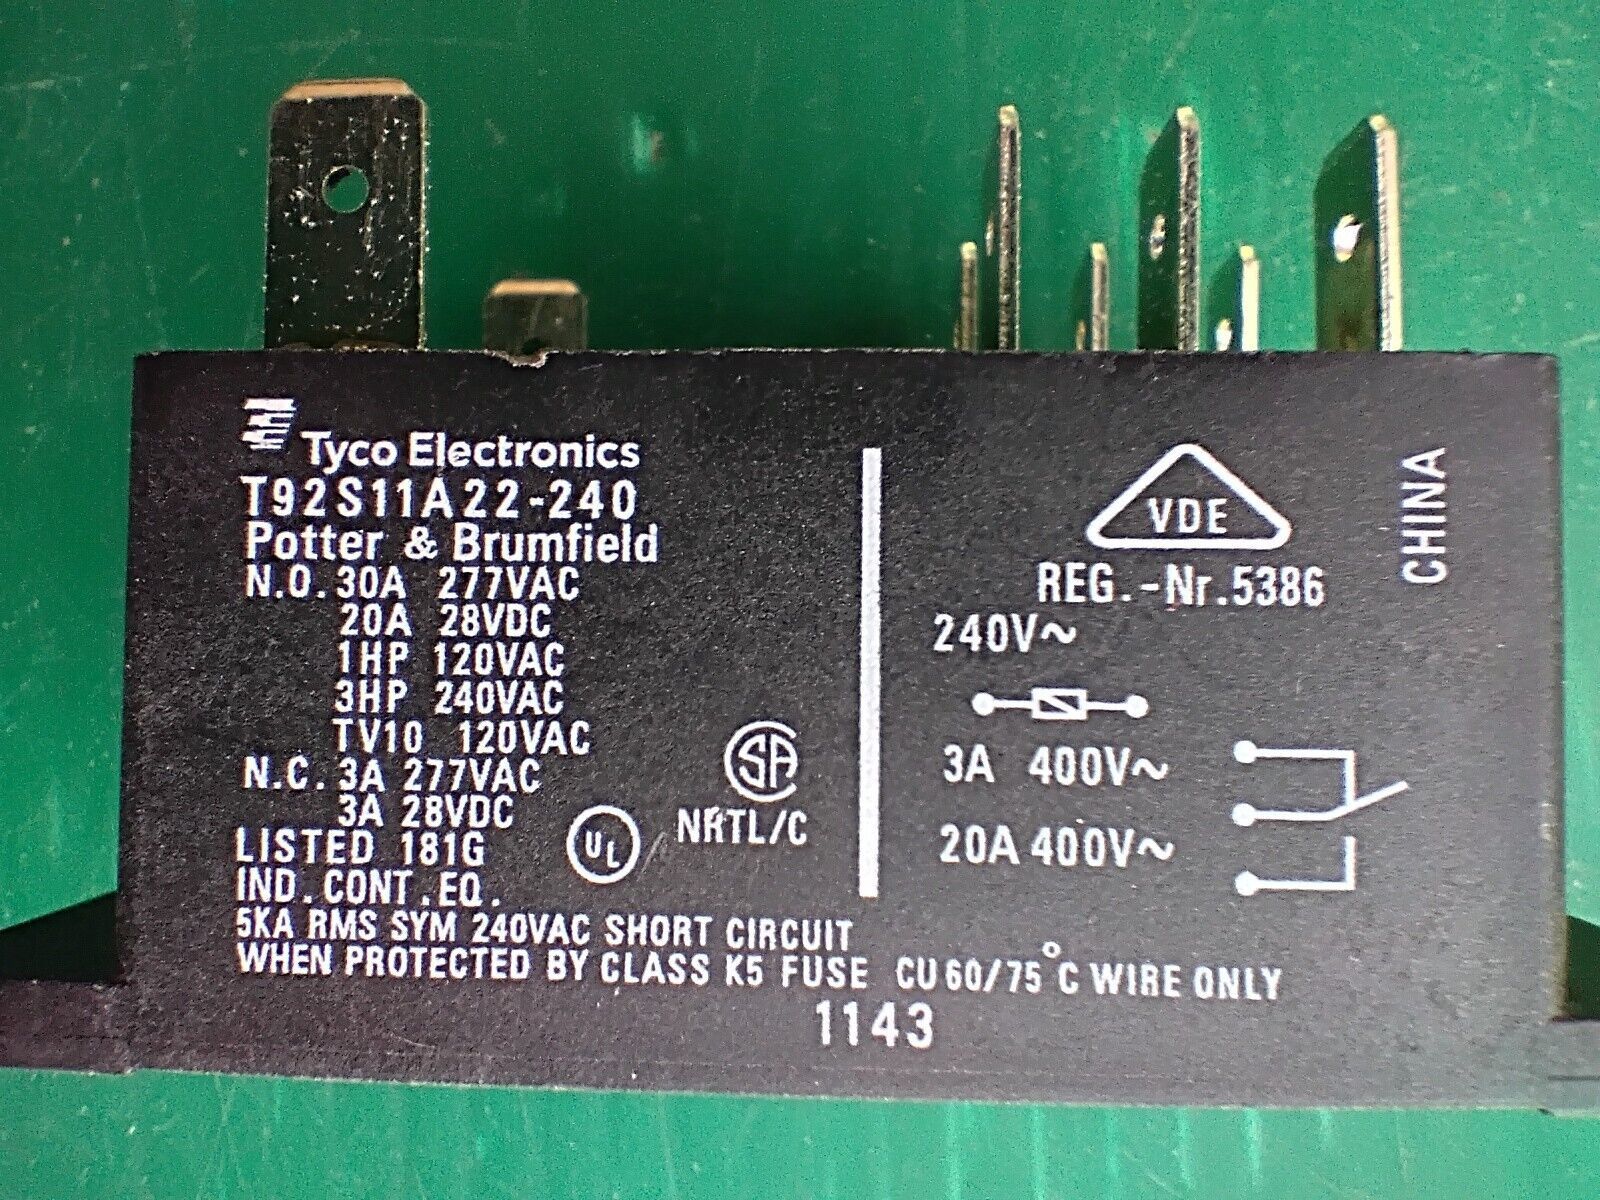 Tyco Electronics
T92S11A22-240
Potter & Brumfield
N.O. 30A 277VAC
20A 28VDC
1HP 120VAC
3HP 240VAC
TV10 120VAC
N.C. 3A 277VAC
3A 28VDC
LISTED 181G
IND. CONT. EQ.
UL
SA
NRTL/C
5KA RMS SYM 240VAC SHORT CIRCUIT
WHEN PROTECTED BY CLASS K5 FUSE CU 60/75°C WIRE ONLY
1143
VDE
REG.-Nr.5386
240V~
3A 400V~
20A 400V~
CHINA